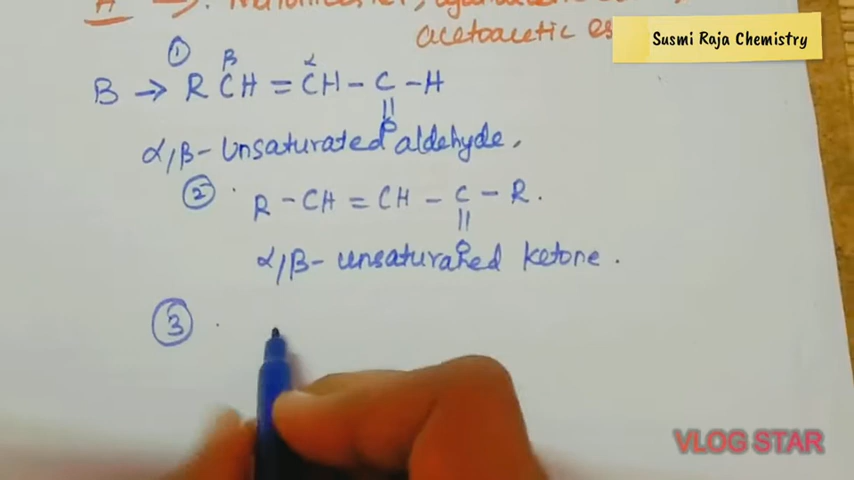 A →
acetoacetic es
Susmi Raja Chemistry
①
β α
B → R CH = CH - C - H
||
O
α,β- Unsaturated aldehyde,
② . R - CH = CH - C - R.
||
O
α,β- unsaturated ketone.
③ .
VLOG STAR